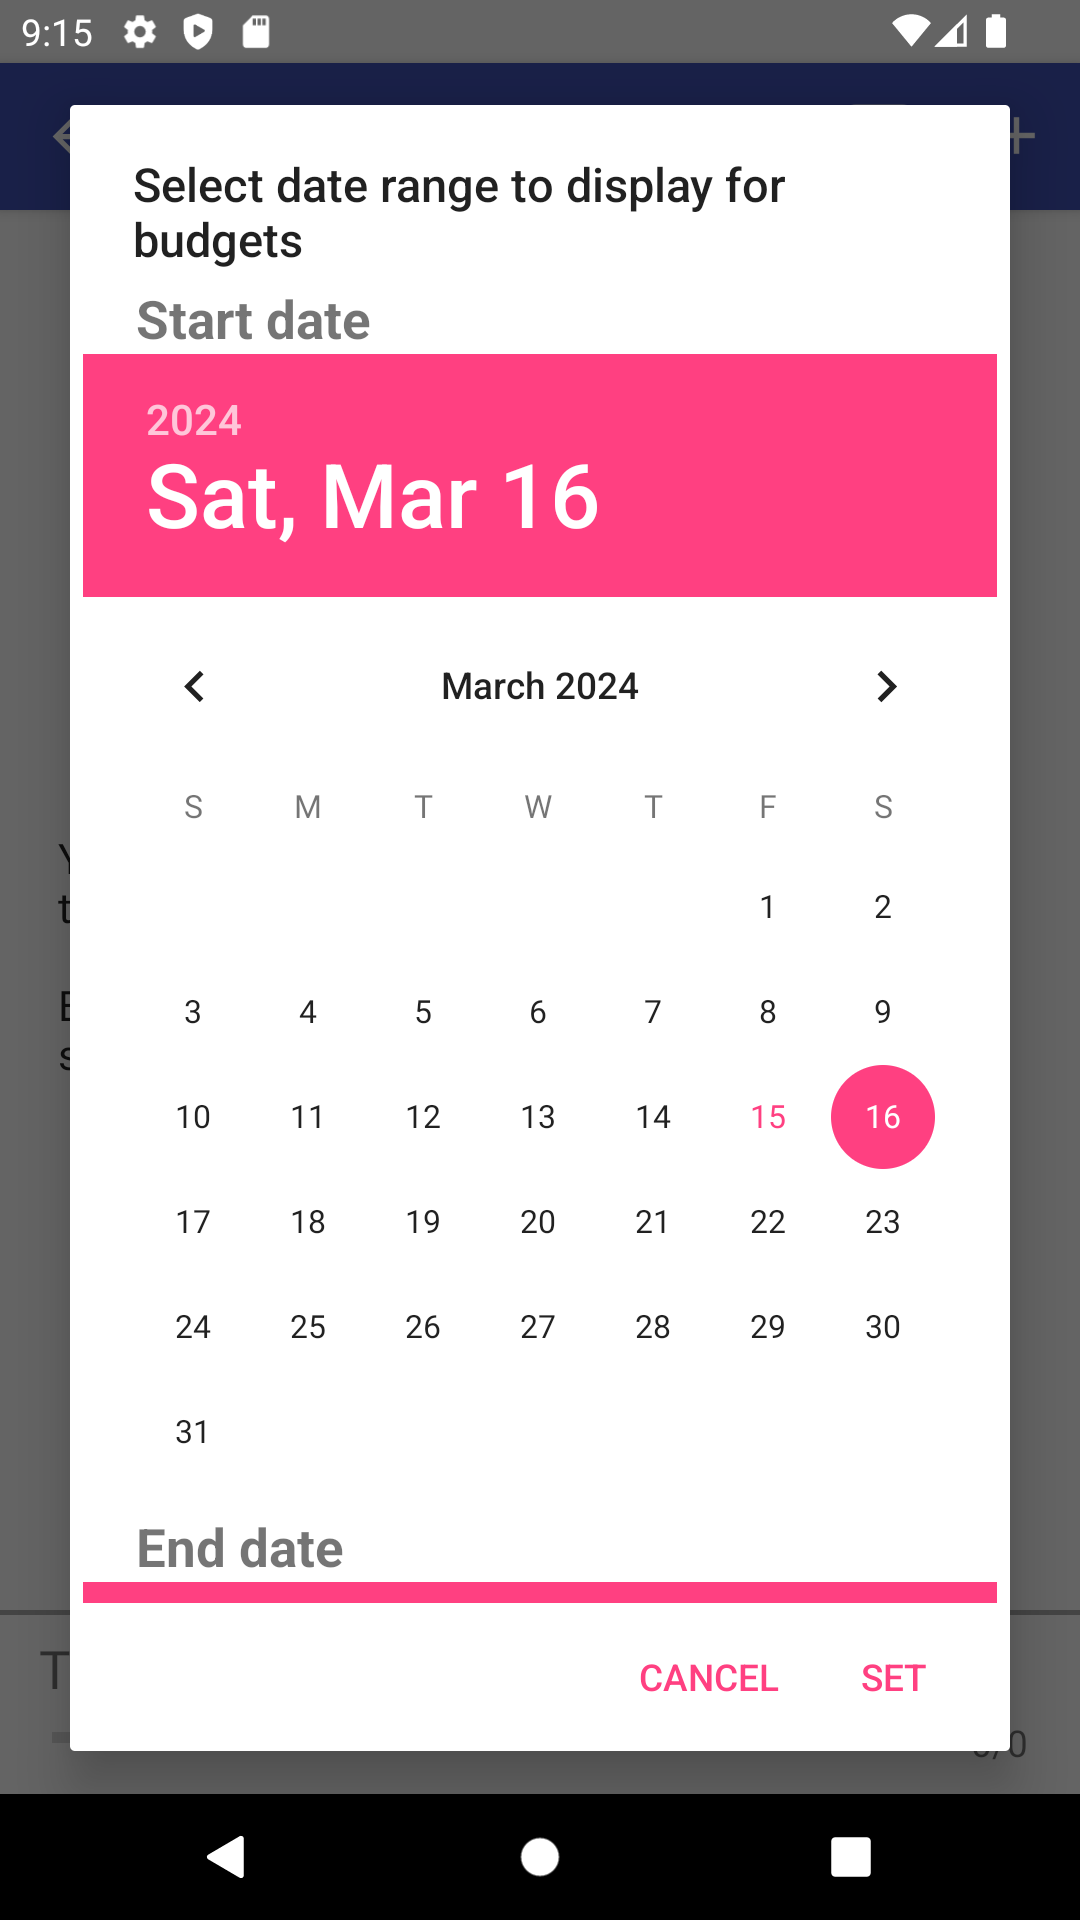 9:15
Select date range to display for
budgets
Start date
2024
Sat, Mar 16
March 2024
S M T W T F S
1 2
3 4 5 6 7 8 9
10 11 12 13 14 15 16
17 18 19 20 21 22 23
24 25 26 27 28 29 30
31
End date
CANCEL SET